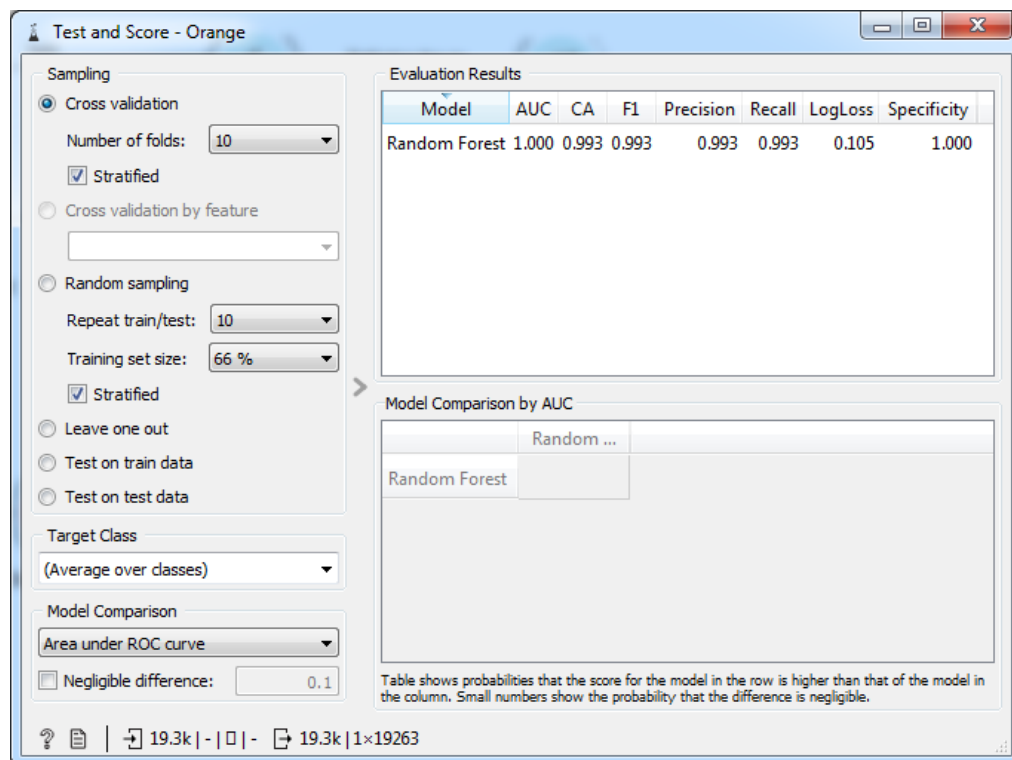 Test and Score - Orange
Sampling
Cross validation
Number of folds: 10
Stratified
Cross validation by feature
Random sampling
Repeat train/test: 10
Training set size: 66 %
Stratified
Leave one out
Test on train data
Test on test data
Target Class
(Average over classes)
Model Comparison
Area under ROC curve
Negligible difference: 0.1
Evaluation Results
Model AUC CA F1 Precision Recall LogLoss Specificity
Random Forest 1.000 0.993 0.993 0.993 0.993 0.105 1.000
Model Comparison by AUC
Random ...
Random Forest
Table shows probabilities that the score for the model in the row is higher than that of the model in
the column. Small numbers show the probability that the difference is negligible.
? 19.3k | - | □ | - 19.3k | 1×19263